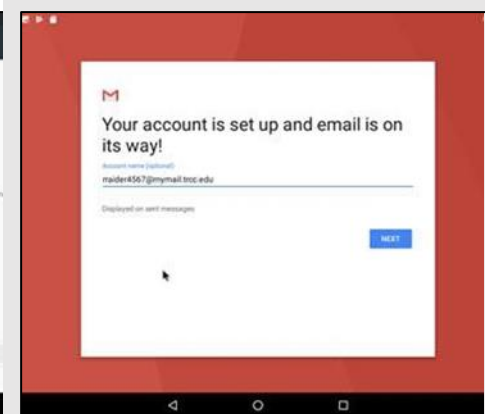 Your account is set up and email is on
its way!
Account name (optional)
rraider4567@mymail.trcc.edu
Displayed on sent messages
NEXT